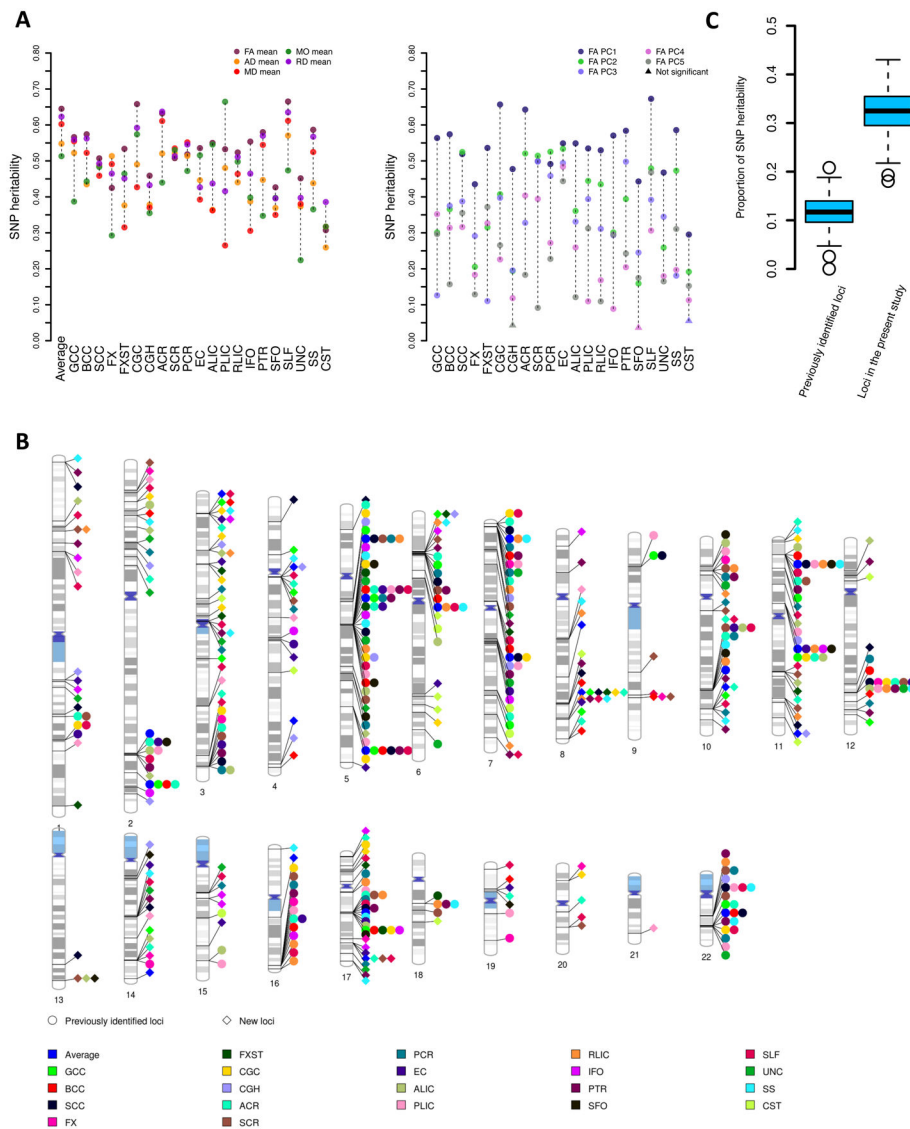 A
SNP heritability
0.00 0.10 0.20 0.30 0.40 0.50 0.60 0.70 0.80
FA mean
AD mean
MD mean
MO mean
RD mean
Average GCC BCC SCC FX FXST CGC CGH ACR SCR PCR EC ALIC PLIC RLIC IFO PTR SFO SLF UNC SS CST
SNP heritability
0.00 0.10 0.20 0.30 0.40 0.50 0.60 0.70 0.80
FA PC1
FA PC2
FA PC3
FA PC4
FA PC5
Not significant
GCC BCC SCC FX FXST CGC CGH ACR SCR PCR EC ALIC PLIC RLIC IFO PTR SFO SLF UNC SS CST
C
Proportion of SNP heritability
0.0 0.1 0.2 0.3 0.4 0.5
Previously identified loci
Loci in the present study
B
1 2 3 4 5 6 7 8 9 10 11 12
13 14 15 16 17 18 19 20 21 22
Previously identified loci
New loci
Average FXST PCR RLIC SLF
GCC CGC EC IFO UNC
BCC CGH ALIC PTR SS
SCC ACR PLIC SFO CST
FX SCR